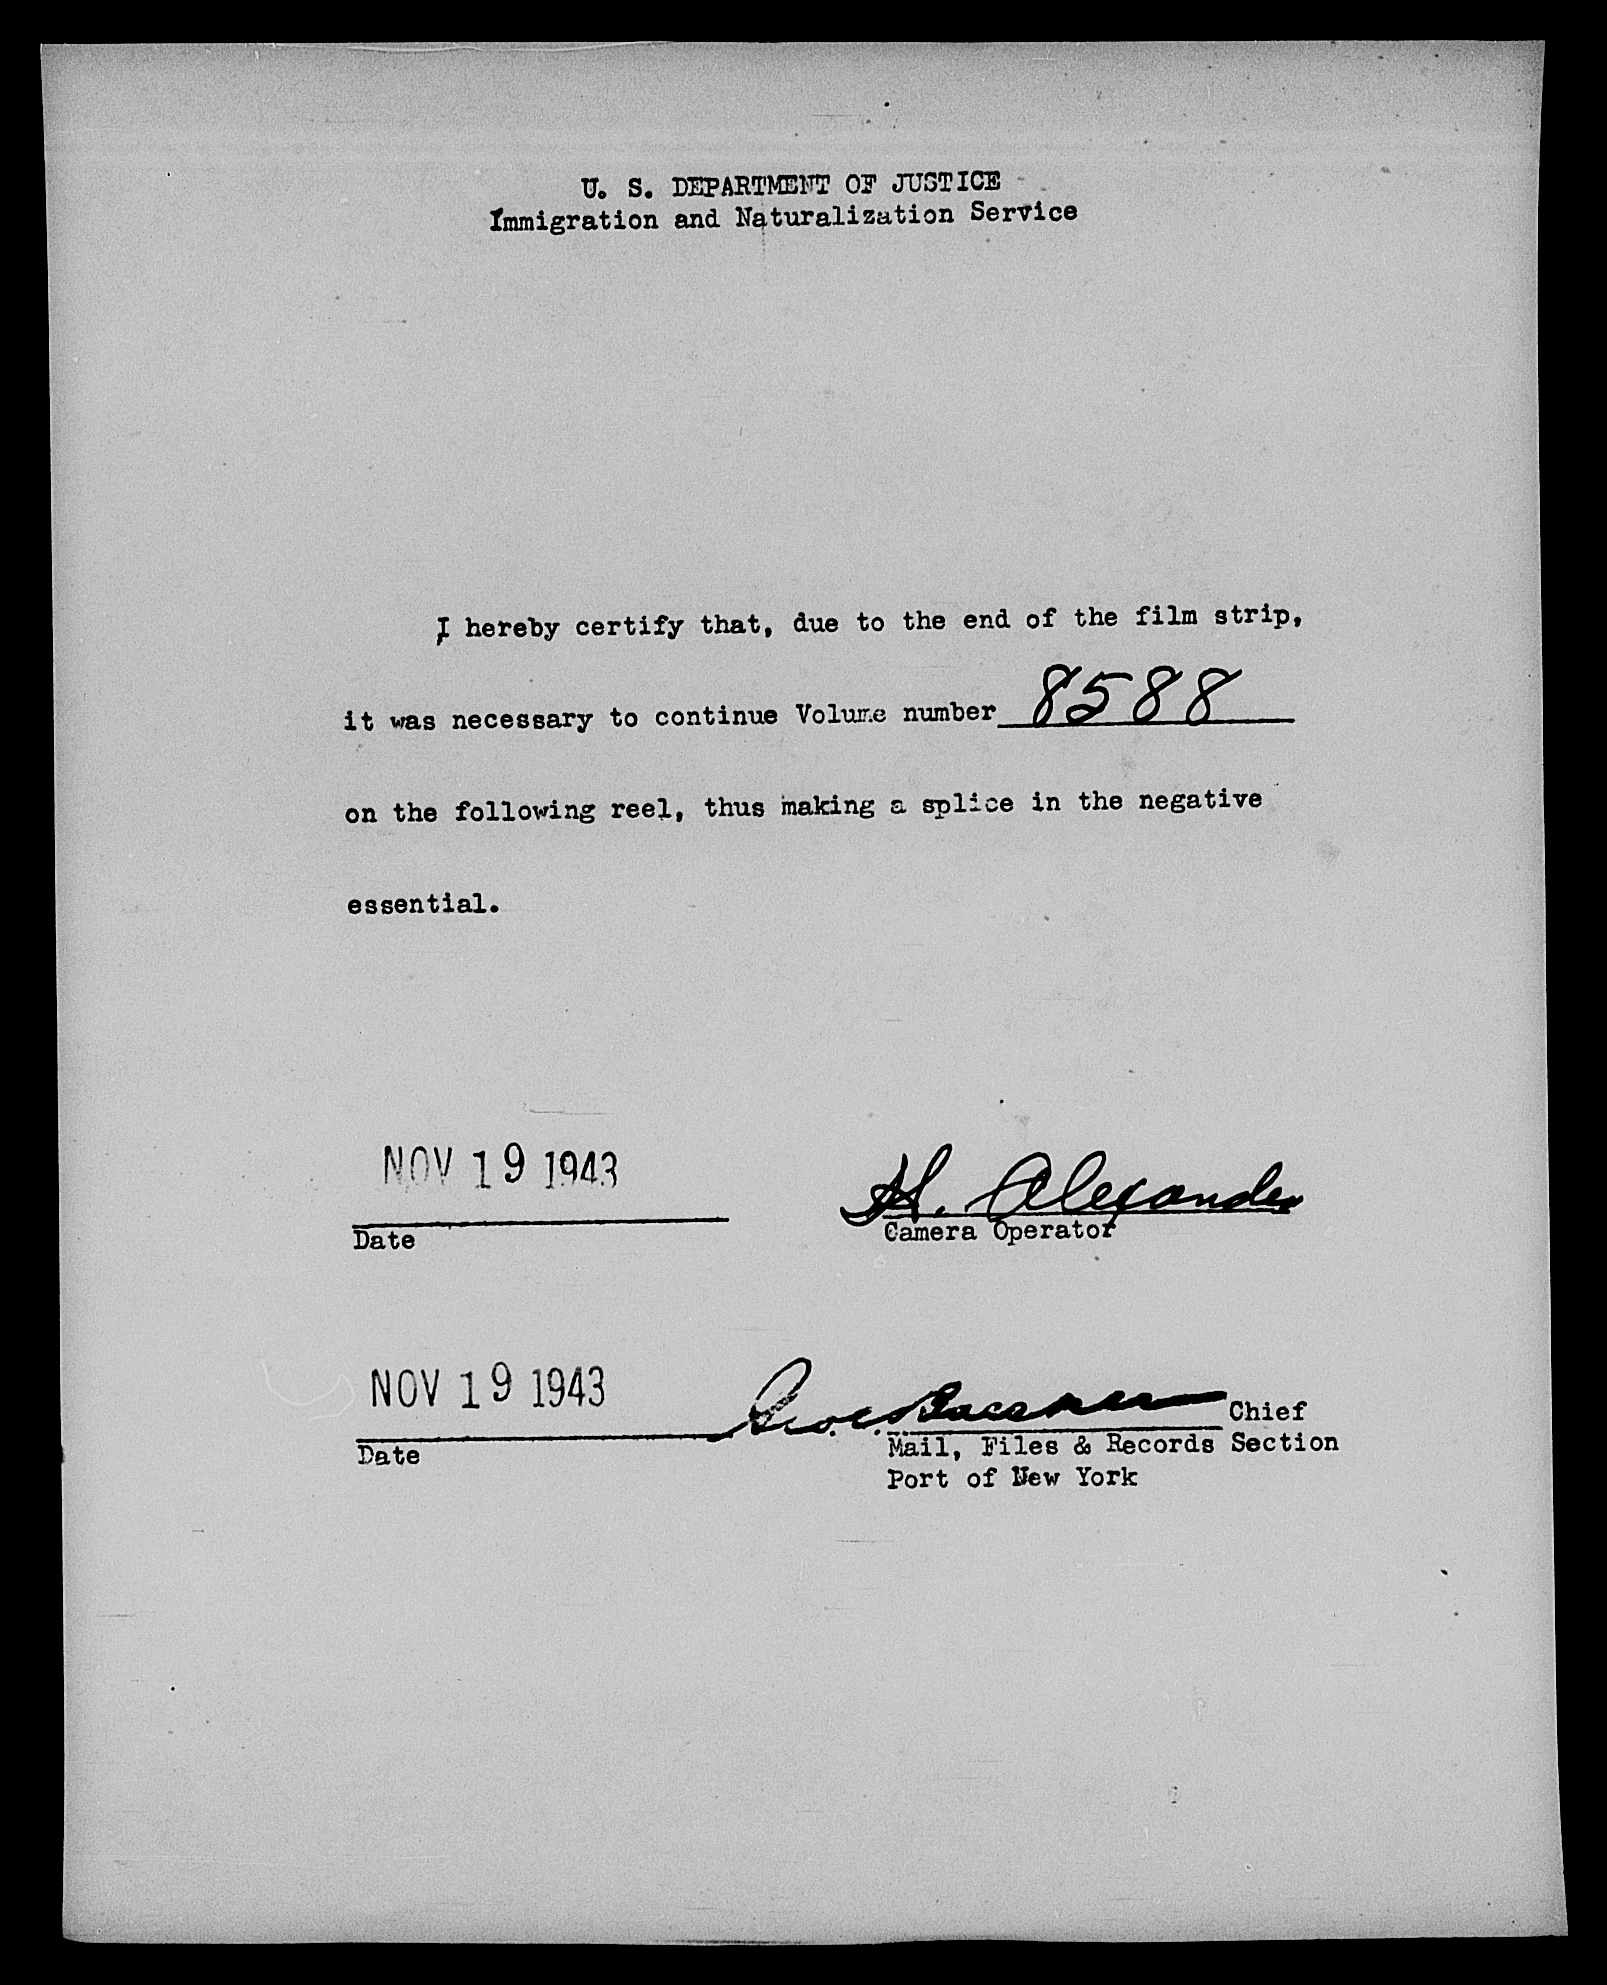 U. S. DEPARTMENT OF JUSTICE
Immigration and Naturalization Service
I hereby certify that, due to the end of the film strip,
it was necessary to continue Volume number 8588
on the following reel, thus making a splice in the negative
essential.
NOV 19 1943
H. Alexander
Date
Camera Operator
NOV 19 1943
Chief
Date
Mail, Files & Records Section
Port of New York